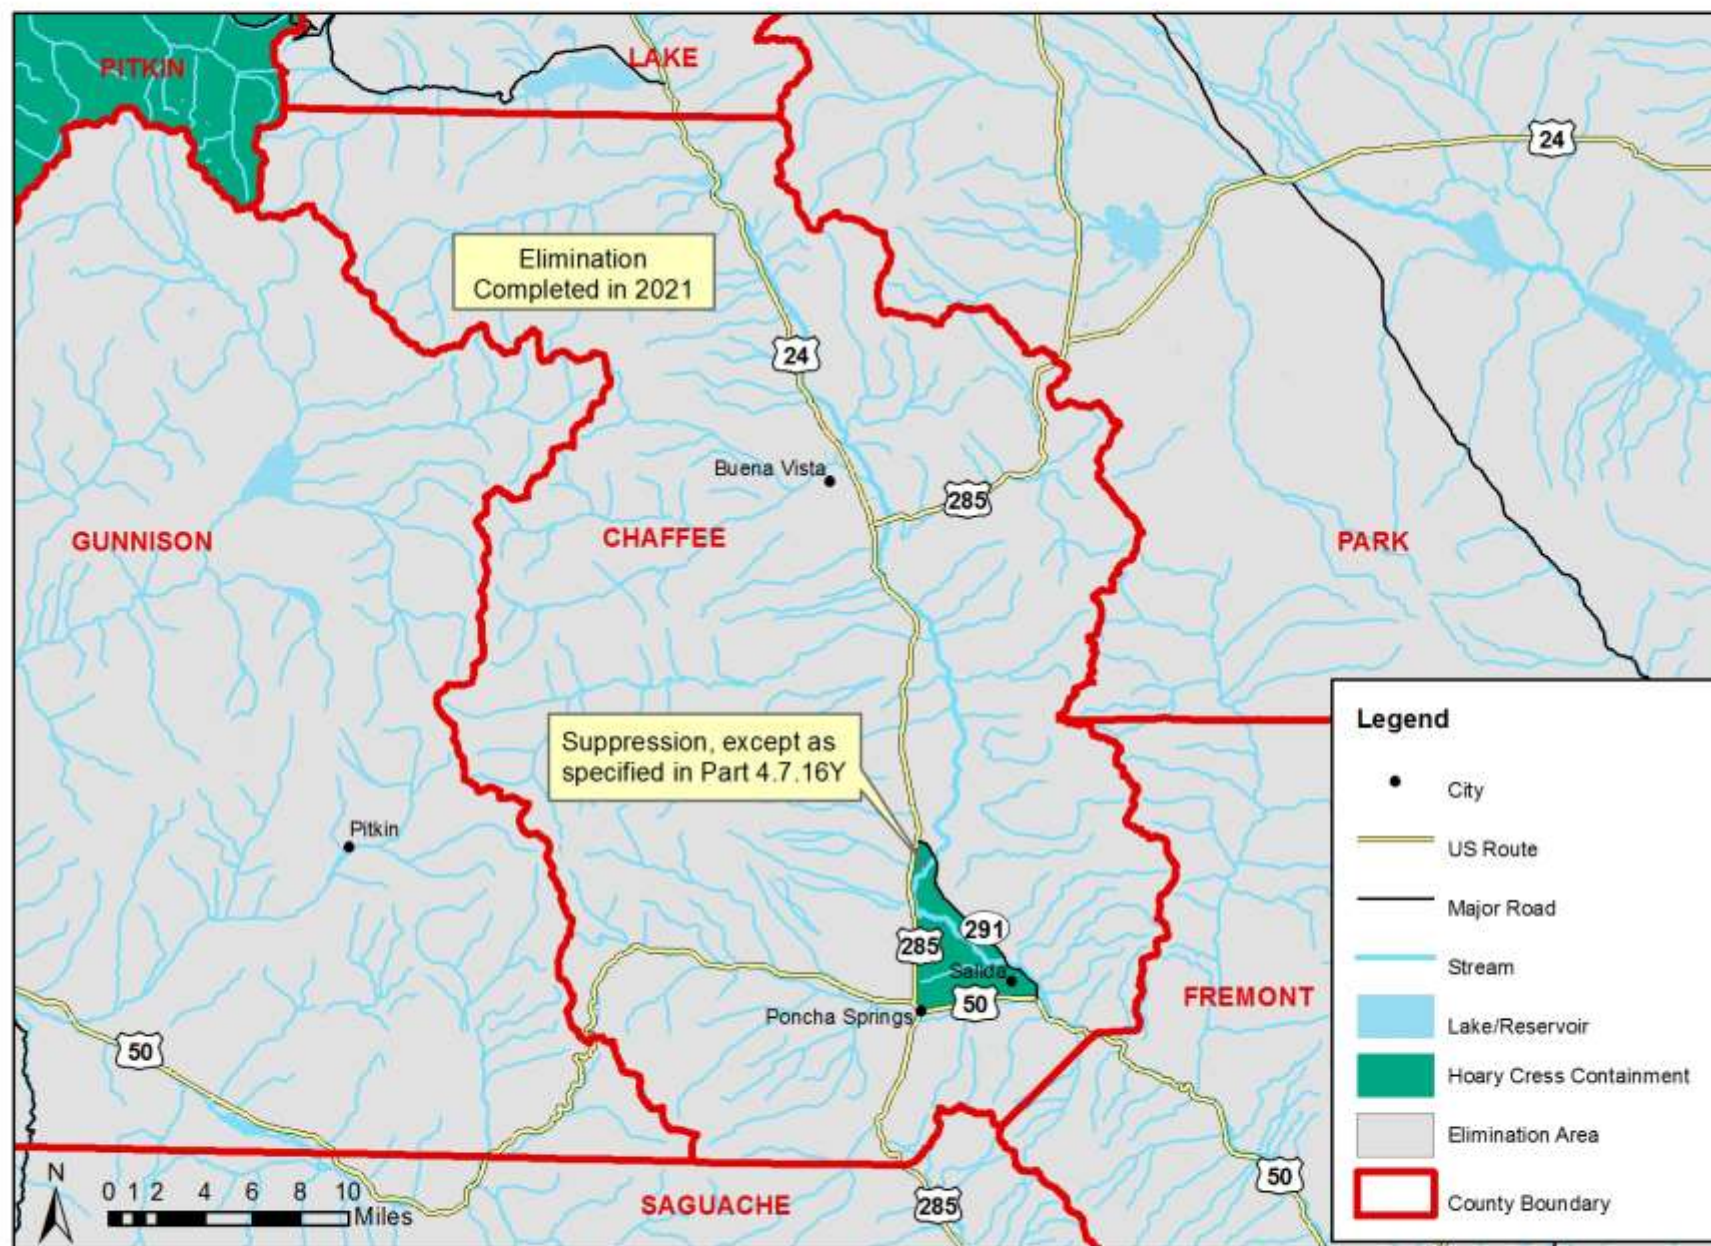 PITKIN
LAKE
24
Elimination
Completed in 2021
24
Buena Vista
285
GUNNISON
CHAFFEE
PARK
Suppression, except as
specified in Part 4.7.16Y
Pitkin
291
285
Salida
50
Poncha Springs
FREMONT
50
50
285
SAGUACHE
N
0 1 2 4 6 8 10
Miles
Legend
City
US Route
Major Road
Stream
Lake/Reservoir
Hoary Cress Containment
Elimination Area
County Boundary